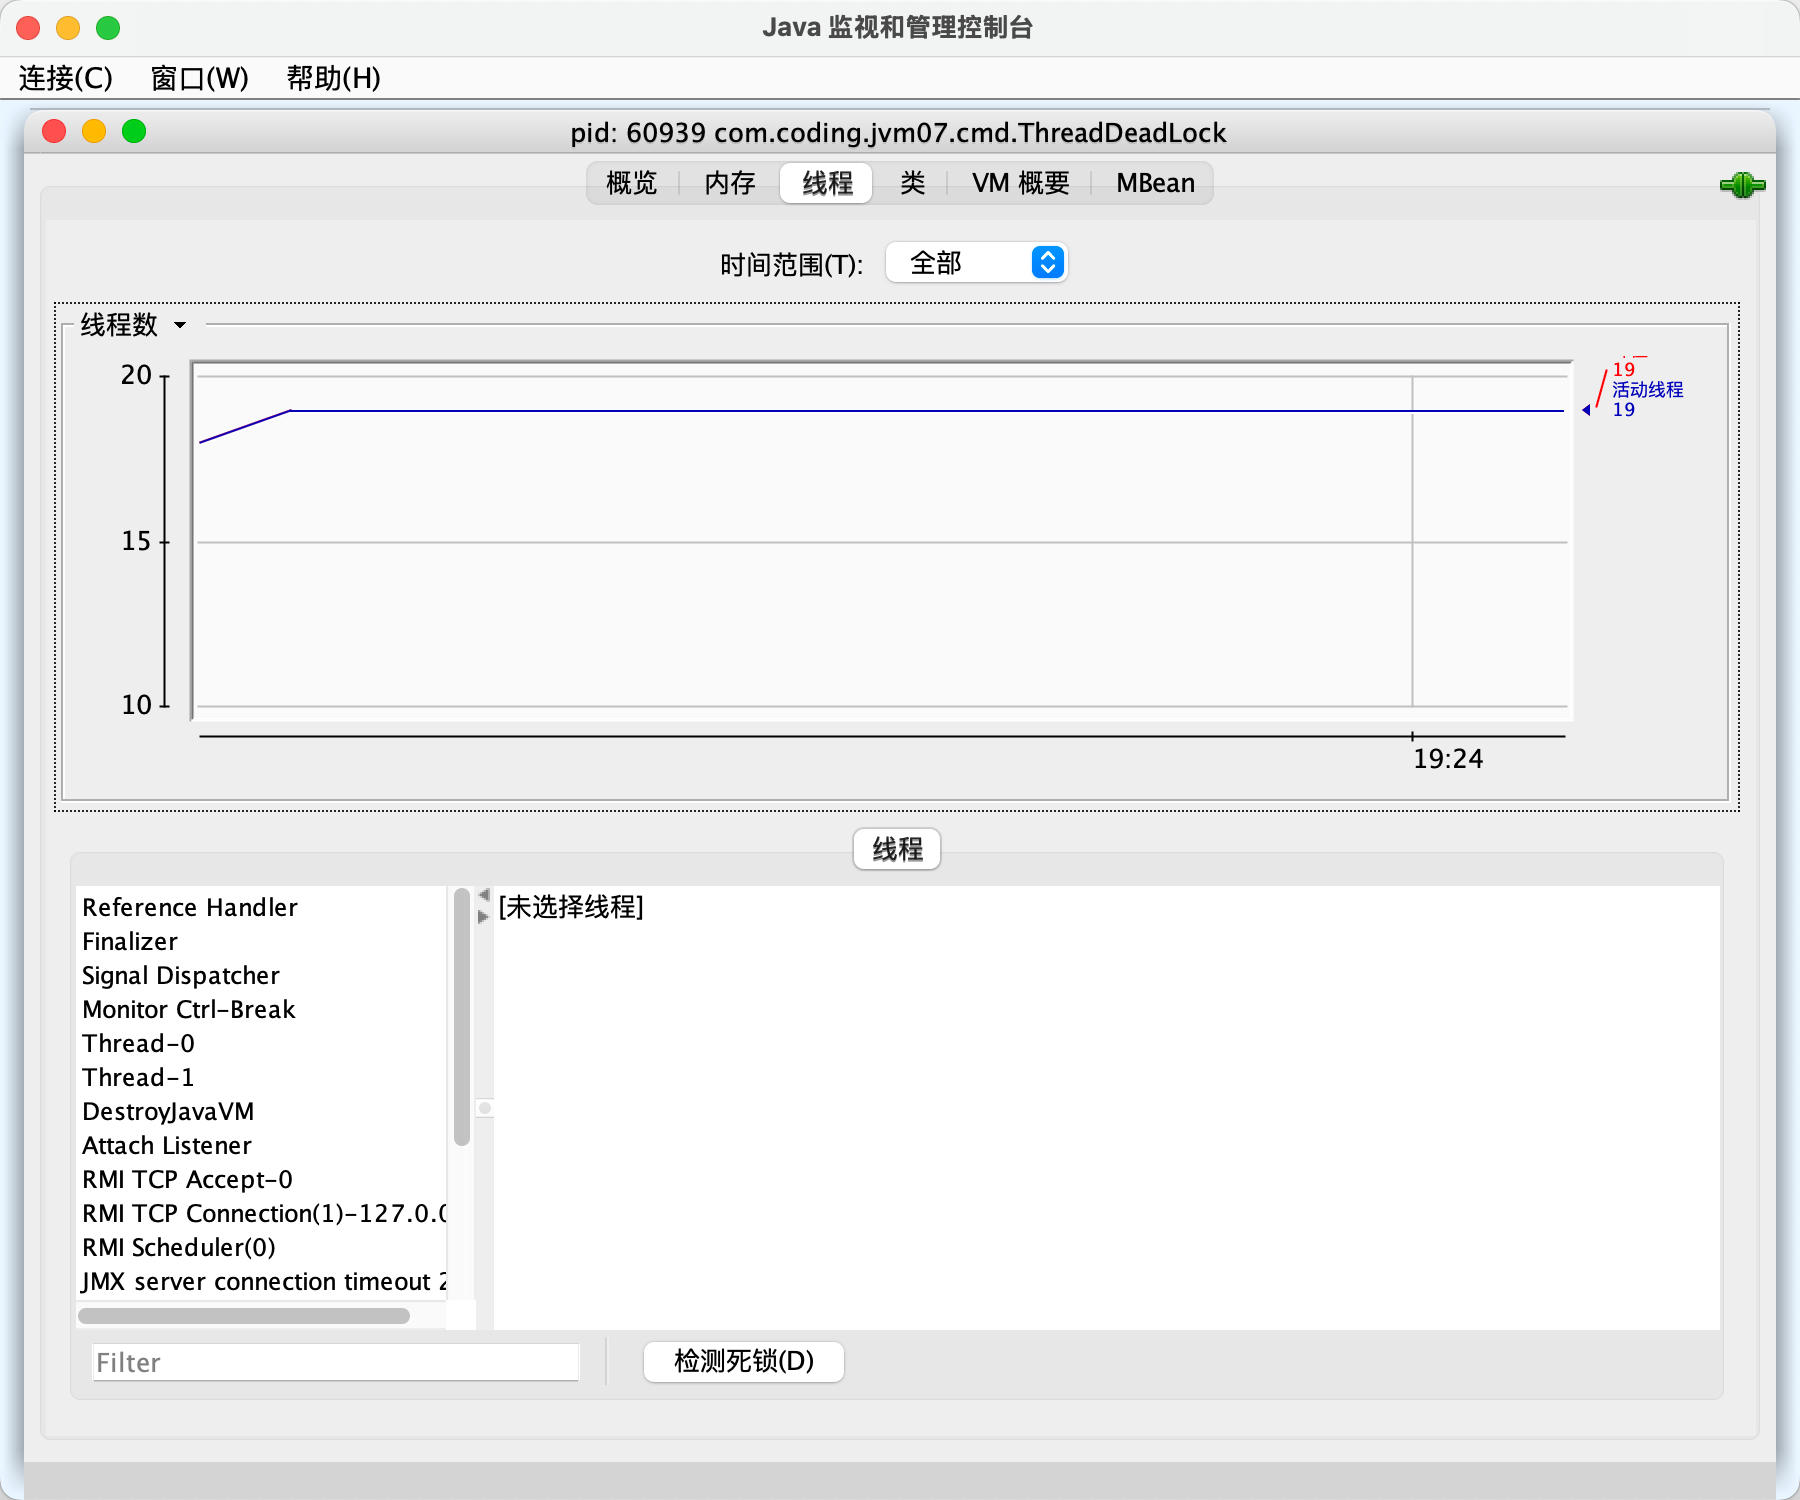 Java 监视和管理控制台
连接(C) 窗口(W) 帮助(H)
pid: 60939 com.coding.jvm07.cmd.ThreadDeadLock
概览 内存 线程 类 VM 概要 MBean
时间范围(T): 全部
线程数
20
15
10
19:24
19
活动线程
19
线程
Reference Handler
Finalizer
Signal Dispatcher
Monitor Ctrl-Break
Thread-0
Thread-1
DestroyJavaVM
Attach Listener
RMI TCP Accept-0
RMI TCP Connection(1)-127.0.0
RMI Scheduler(0)
JMX server connection timeout 2
[未选择线程]
Filter
检测死锁(D)